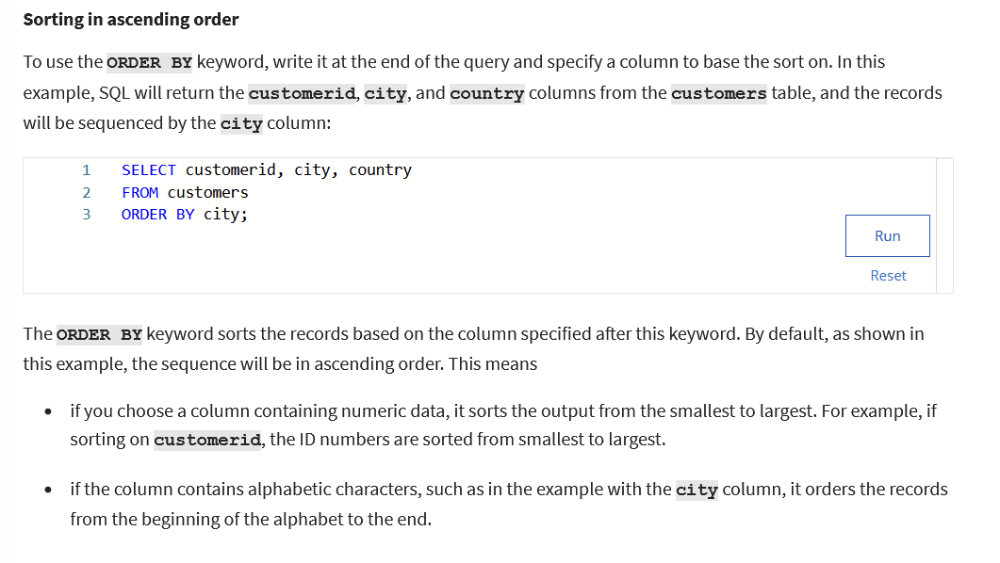 Sorting in ascending order
To use the ORDER BY keyword, write it at the end of the query and specify a column to base the sort on. In this
example, SQL will return the customerid, city, and country columns from the customers table, and the records
will be sequenced by the city column:
1 SELECT customerid, city, country
2 FROM customers
3 ORDER BY city;
Run
Reset
The ORDER BY keyword sorts the records based on the column specified after this keyword. By default, as shown in
this example, the sequence will be in ascending order. This means
• if you choose a column containing numeric data, it sorts the output from the smallest to largest. For example, if
sorting on customerid, the ID numbers are sorted from smallest to largest.
• if the column contains alphabetic characters, such as in the example with the city column, it orders the records
from the beginning of the alphabet to the end.